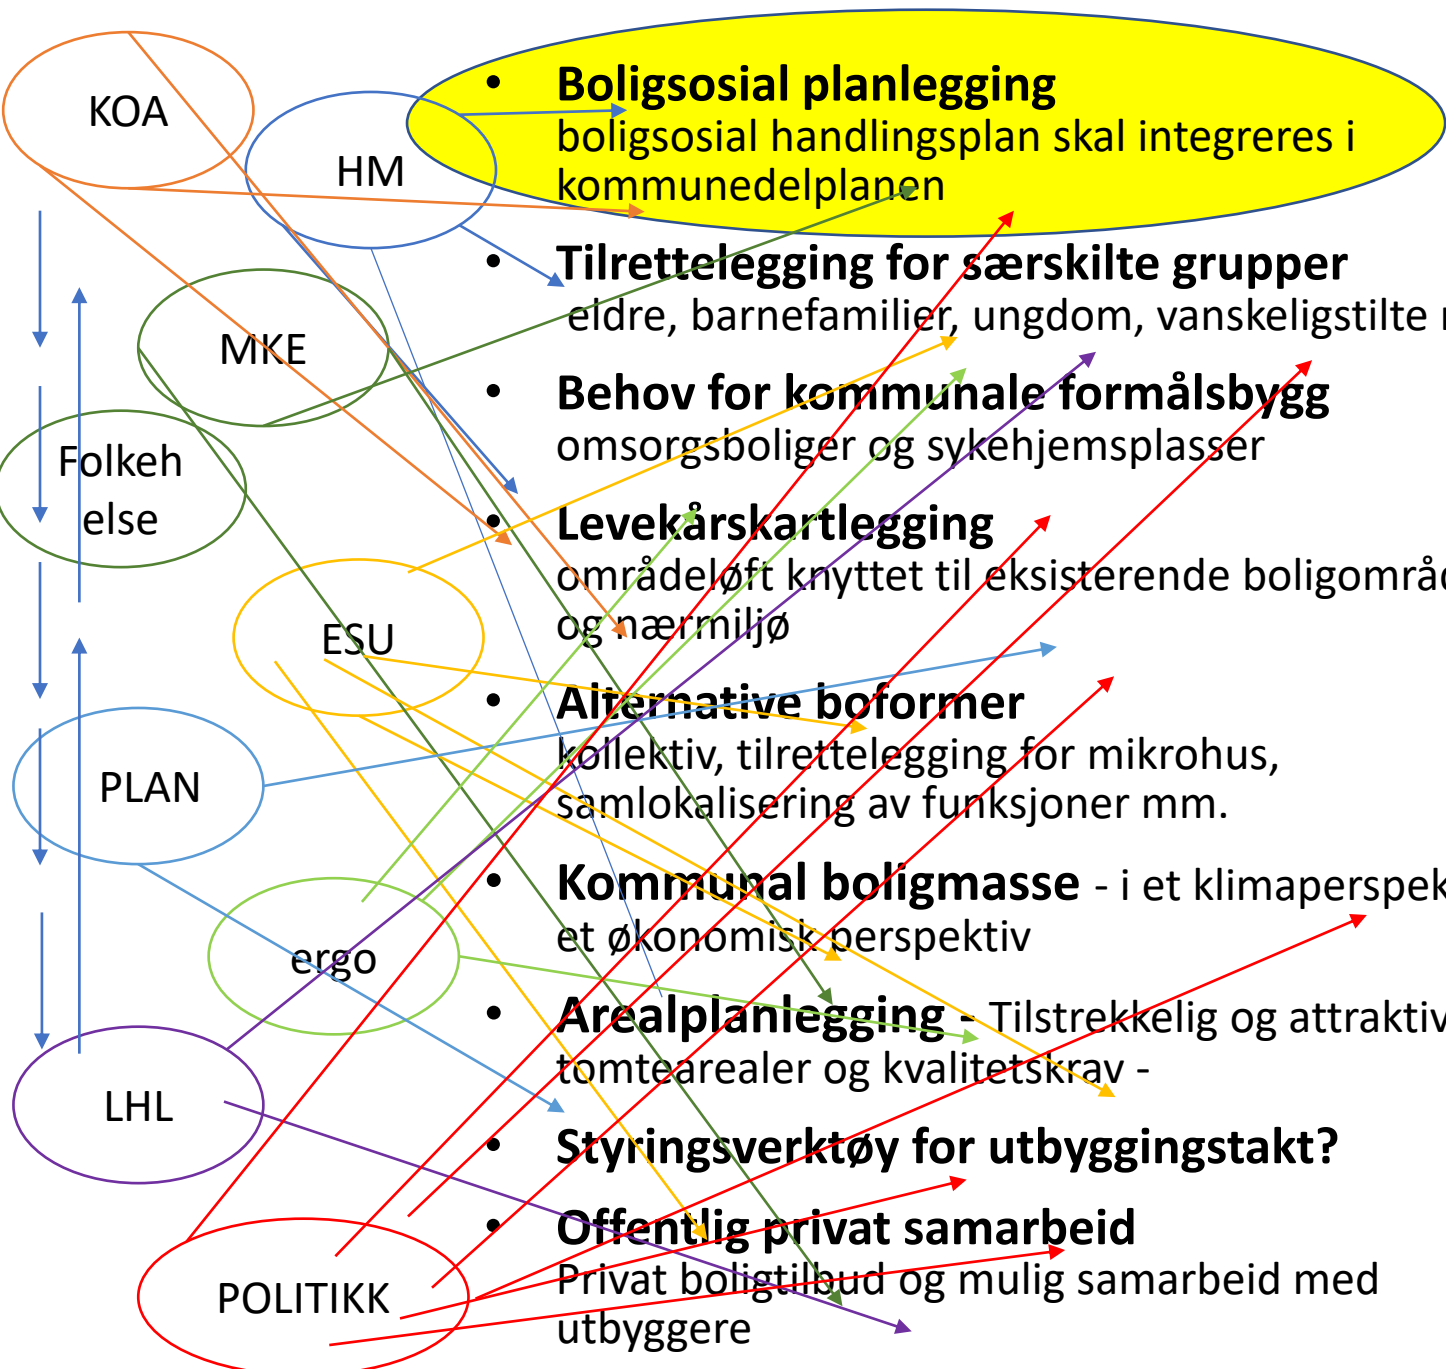 KOA
HM
MKE
Folkeh
else
ESU
PLAN
ergo
LHL
POLITIKK
• Boligsosial planlegging
boligsosial handlingsplan skal integreres i
kommunedelplanen
• Tilrettelegging for særskilte grupper
eldre, barnefamilier, ungdom, vanskeligstilte
• Behov for kommunale formålsbygg
omsorgsboliger og sykehjemsplasser
• Levekårskartlegging
områdeløft knyttet til eksisterende boligområd
og nærmiljø
• Alternative boformer
kollektiv, tilrettelegging for mikrohus,
samlokalisering av funksjoner mm.
• Kommunal boligmasse - i et klimaperspek
et økonomisk perspektiv
• Arealplanlegging - Tilstrekkelig og attraktiv
tomtearealer og kvalitetskrav -
• Styringsverktøy for utbyggingstakt?
• Offentlig privat samarbeid
Privat boligtilbud og mulig samarbeid med
utbyggere